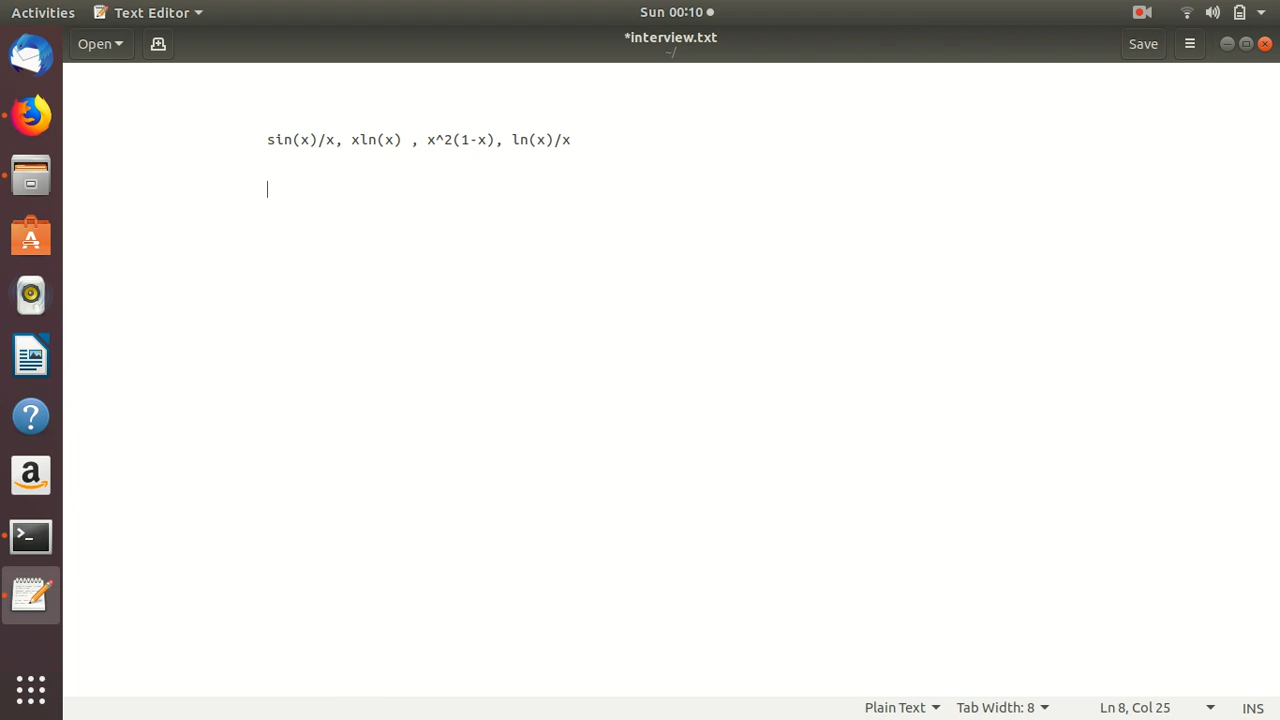 Activities Text Editor Sun 00:10
Open *interview.txt Save
~/
sin(x)/x, xln(x) , x^2(1-x), ln(x)/x
Plain Text Tab Width: 8 Ln 8, Col 25 INS